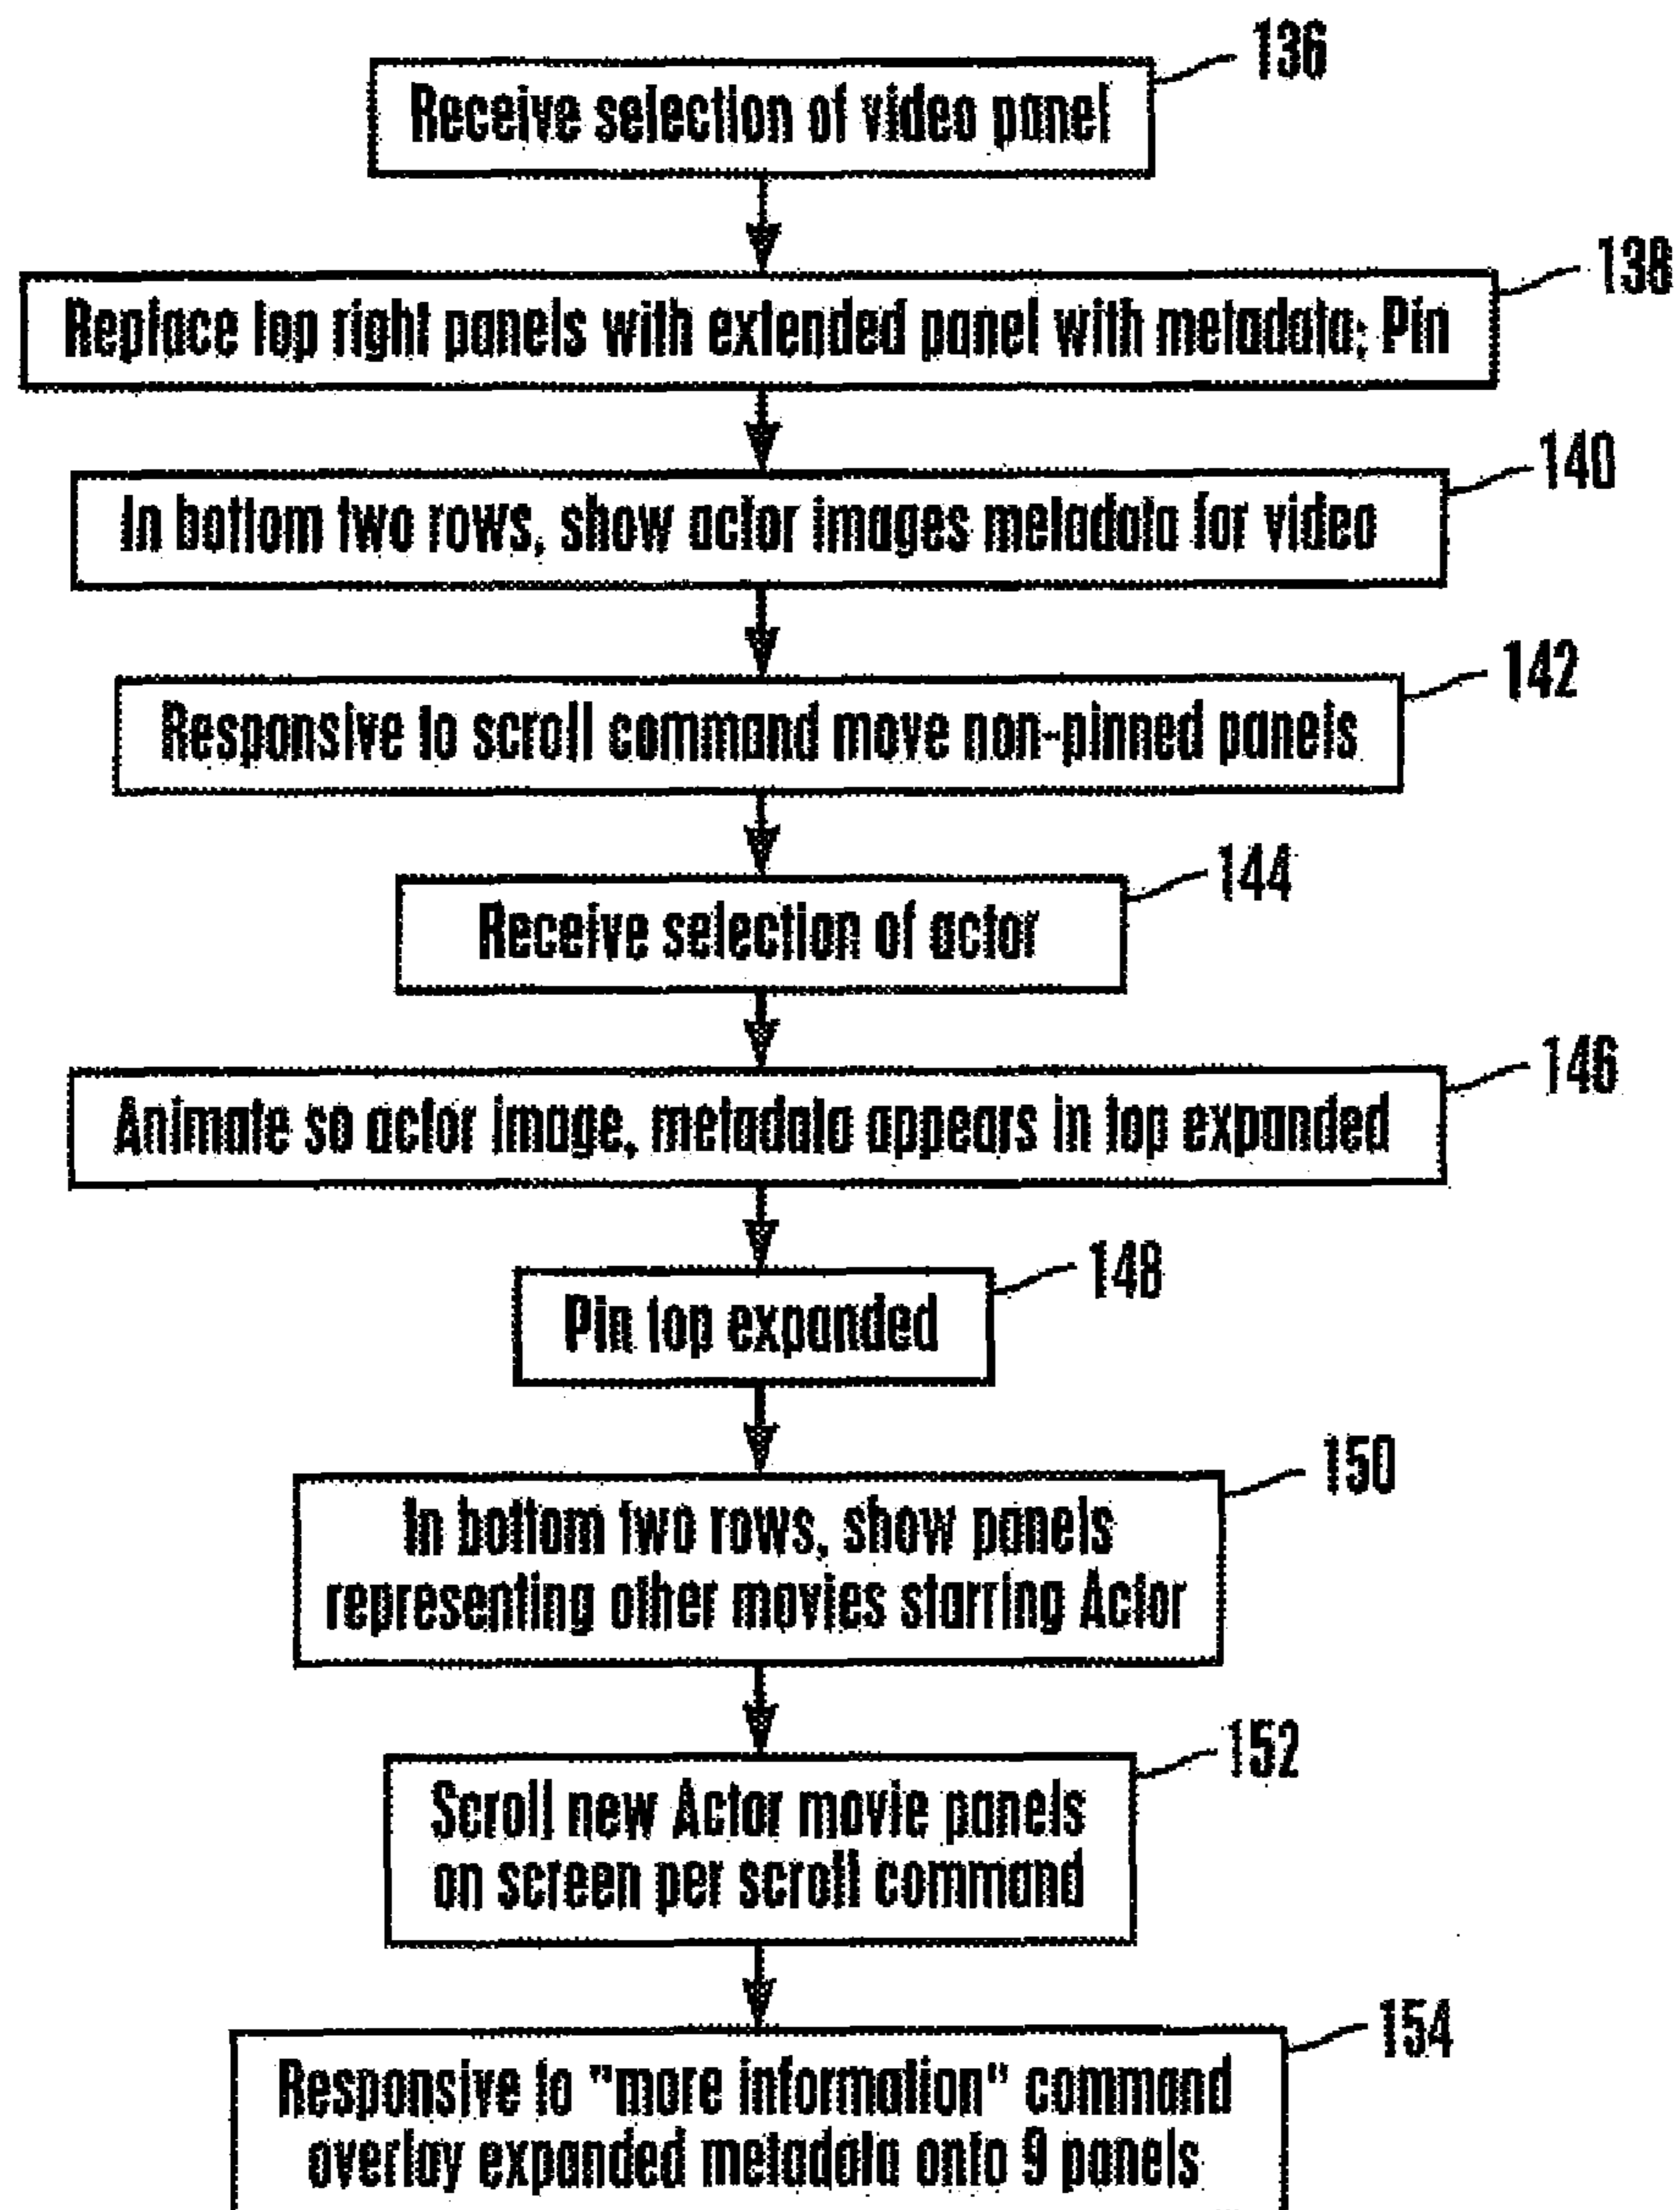 136
Receive selection of video panel
138
Replace top right panels with extended panel with metadata; Pin
140
In bottom two rows, show actor images metadata for video
142
Responsive to scroll command move non-pinned panels
144
Receive selection of actor
146
Animate so actor image, metadata appears in top expanded
148
Pin top expanded
150
In bottom two rows, show panels
representing other movies starring Actor
152
Scroll new Actor movie panels
on screen per scroll command
154
Responsive to "more information" command
overlay expanded metadata onto 9 panels